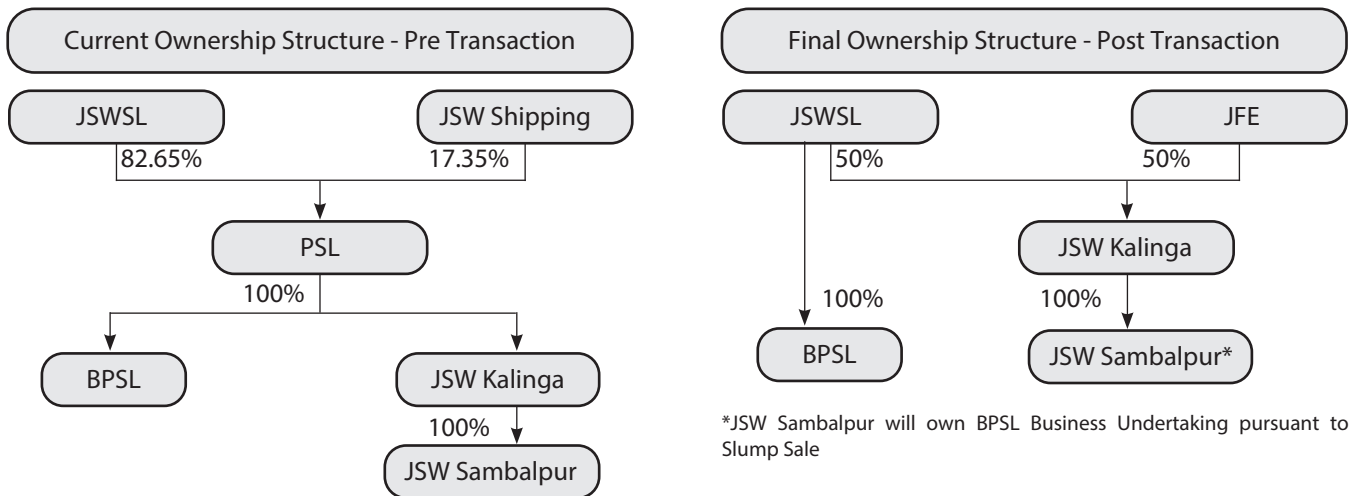 Current Ownership Structure - Pre Transaction
JSWSL
JSW Shipping
82.65%
17.35%
PSL
100%
BPSL
JSW Kalinga
100%
JSW Sambalpur
Final Ownership Structure - Post Transaction
JSWSL
JFE
50%
50%
JSW Kalinga
100%
100%
BPSL
JSW Sambalpur*
*JSW Sambalpur will own BPSL Business Undertaking pursuant to
Slump Sale